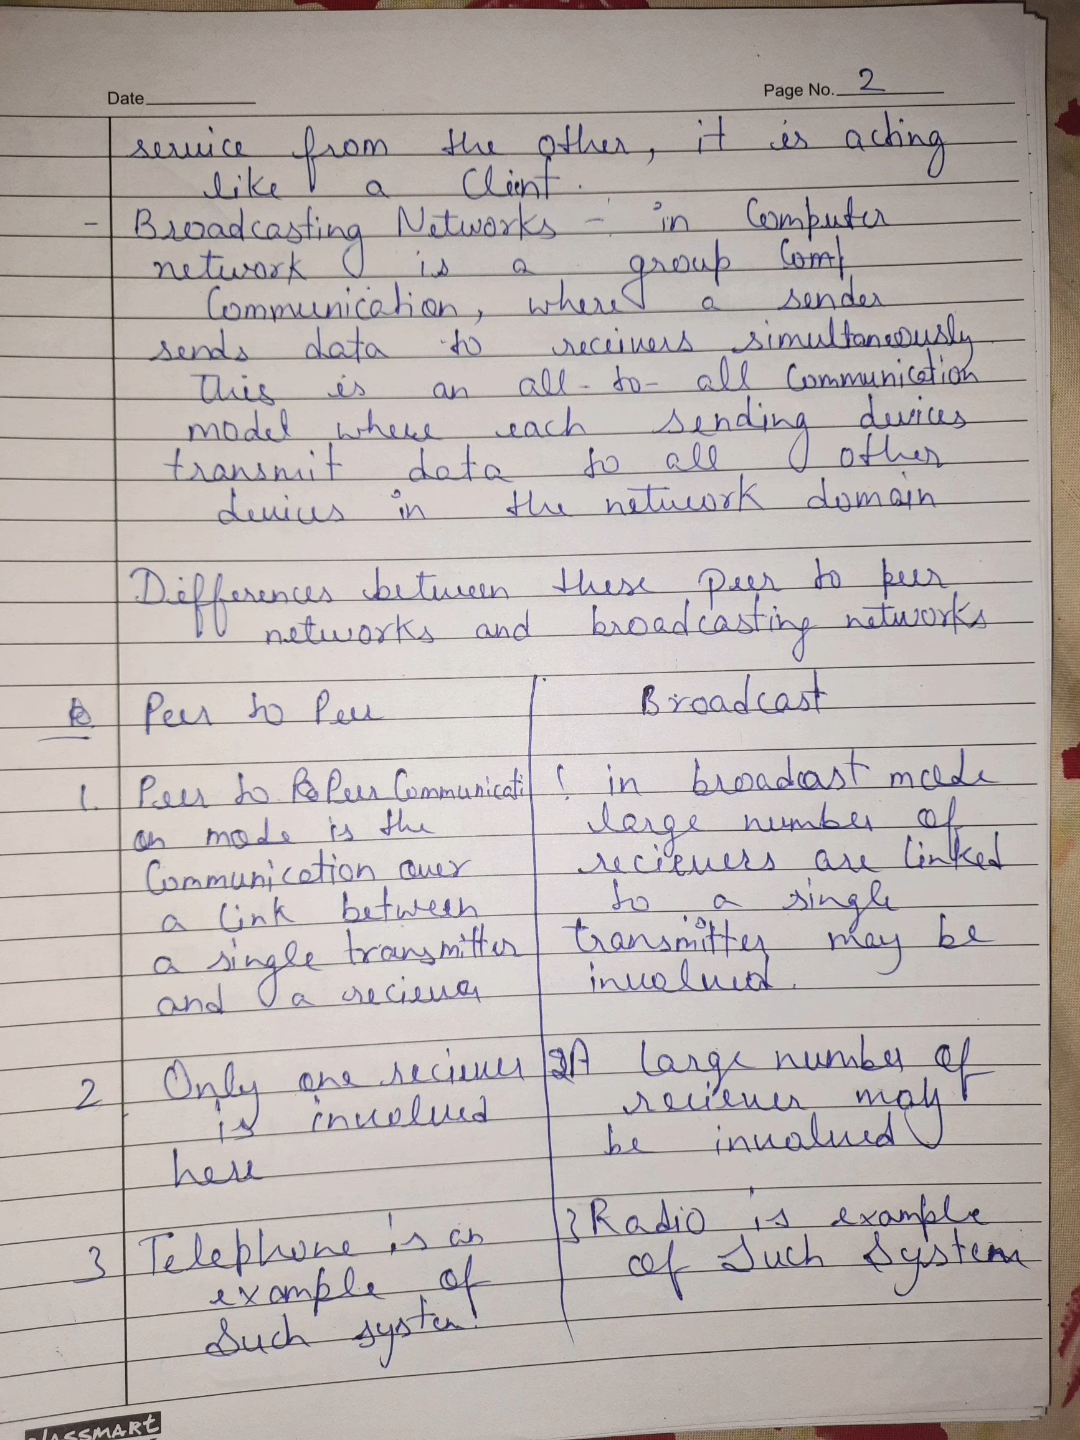 Date
Page No. 2
service from the other, it is acting
like a Client.
- Broadcasting Networks - in Computer
network is a group Com
Communication, where a sender
sends data to receivers simultaneously
This is an all-to-all Communication
model where each sending devices
transmit data to all other
devices in the network domain
Differences between these peer to peer
networks and broadcasting networks
Peer to Peer
Broadcast
1. Peer to Peer Communicati
on mode is the
Communication over
a link between
a single transmitter
and a reciever
1 in broadcast mode
large number of
recievers are linked
to a single
transmitter may be
involved.
2 Only one reciever
is involved
here
2 A large number of
reciever may
be involved
3 Telephone is an
example of
Such system.
3 Radio is example
of Such System
CLASSMART